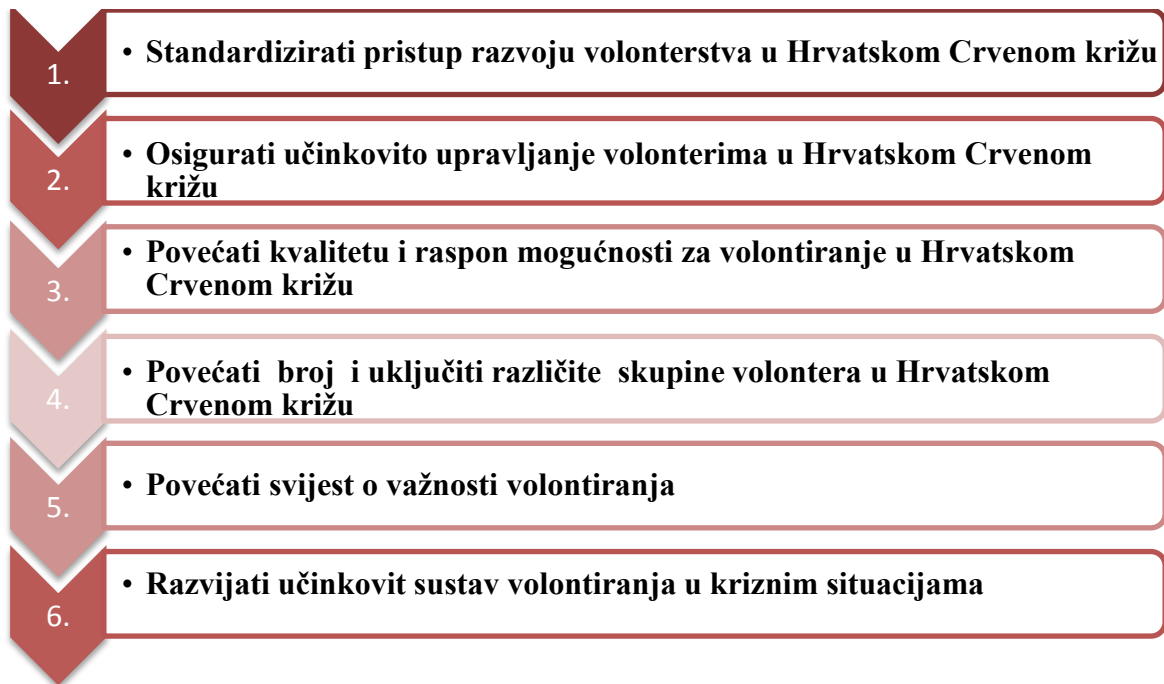 1.
• Standardizirati pristup razvoju volonterstva u Hrvatskom Crvenom križu
2.
• Osigurati učinkovito upravljanje volonterima u Hrvatskom Crvenom
križu
3.
• Povećati kvalitetu i raspon mogućnosti za volontiranje u Hrvatskom
Crvenom križu
4.
• Povećati  broj  i uključiti različite  skupine volontera u Hrvatskom
Crvenom križu
5.
• Povećati svijest o važnosti volontiranja
6.
• Razvijati učinkovit sustav volontiranja u kriznim situacijama